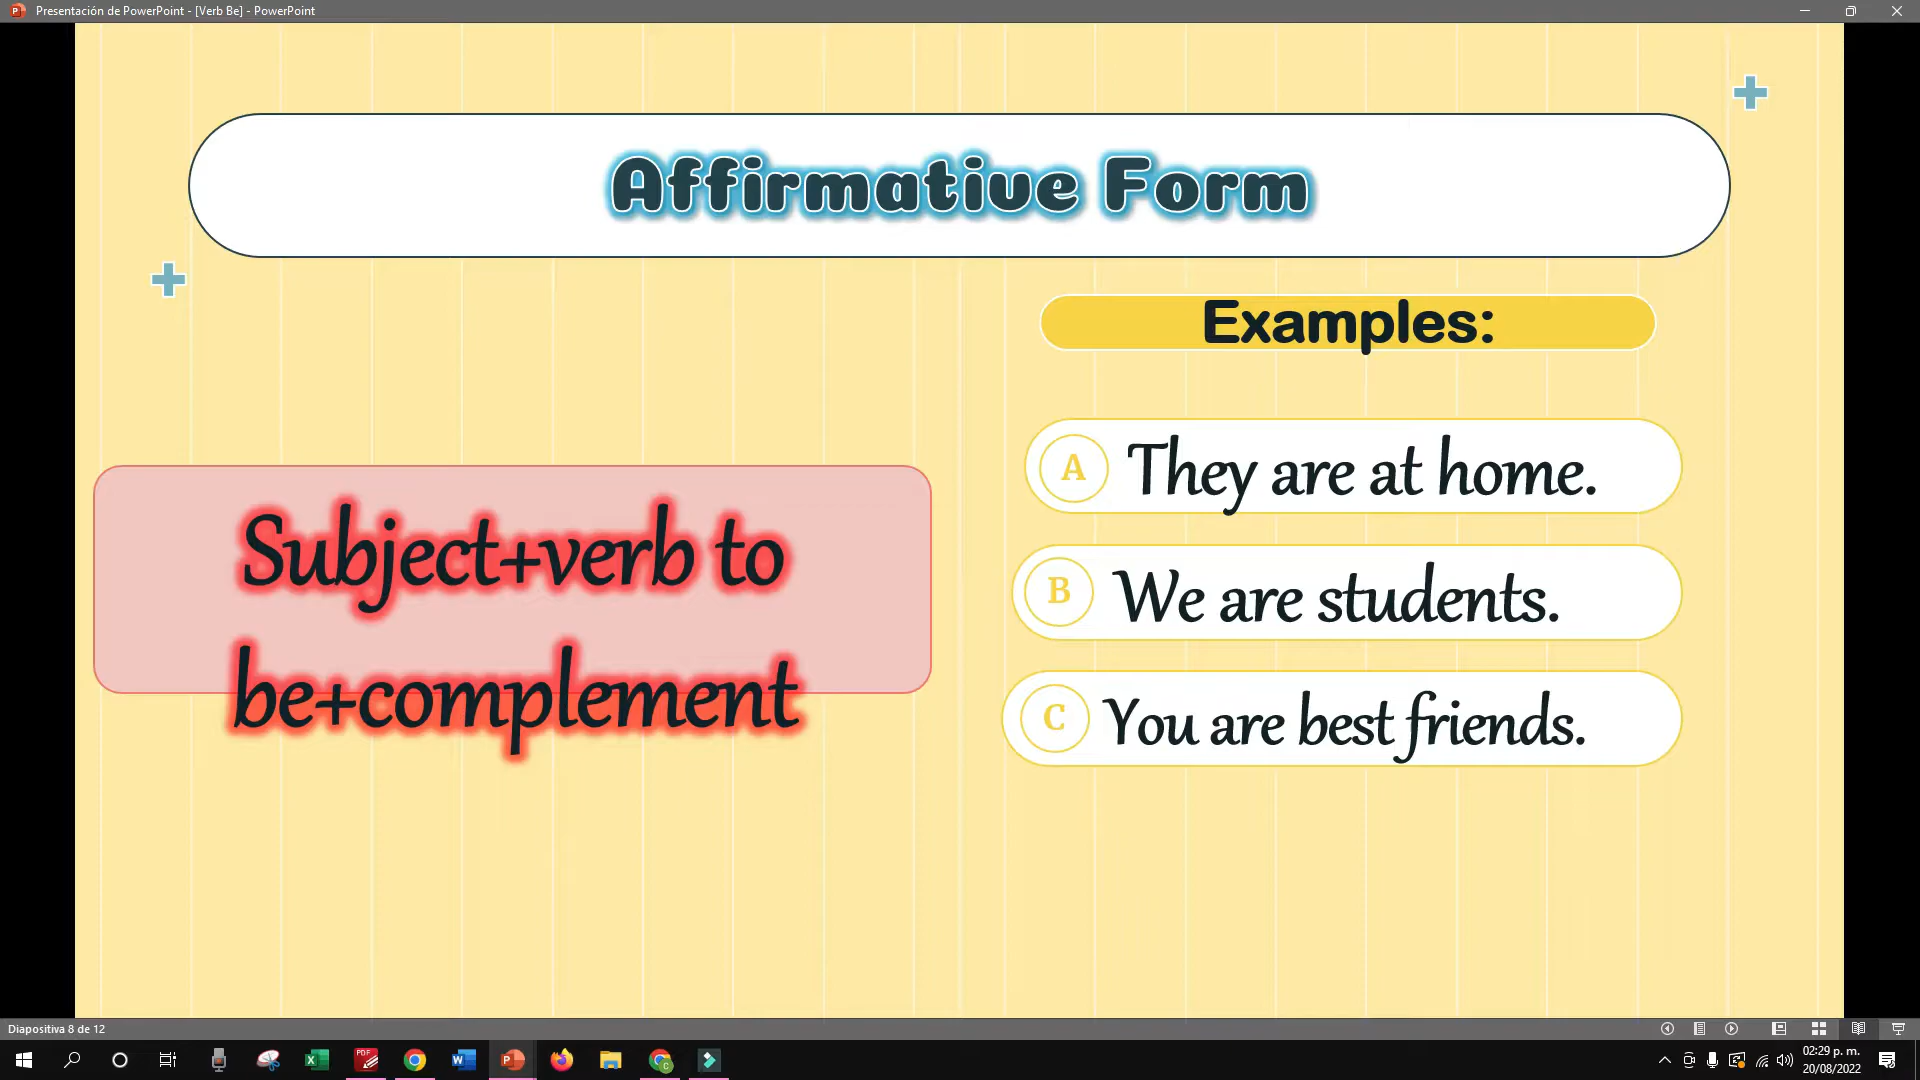 Presentación de PowerPoint - [Verb Be] - PowerPoint
Affirmative Form
Subject+verb to
be+complement
Examples:
A They are at home.
B We are students.
C You are best friends.
Diapositiva 8 de 12
02:29 p. m.
20/08/2022